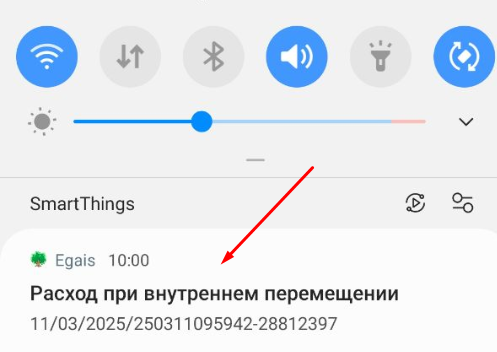 SmartThings
Egais 10:00
Расход при внутреннем перемещении
11/03/2025/250311095942-28812397